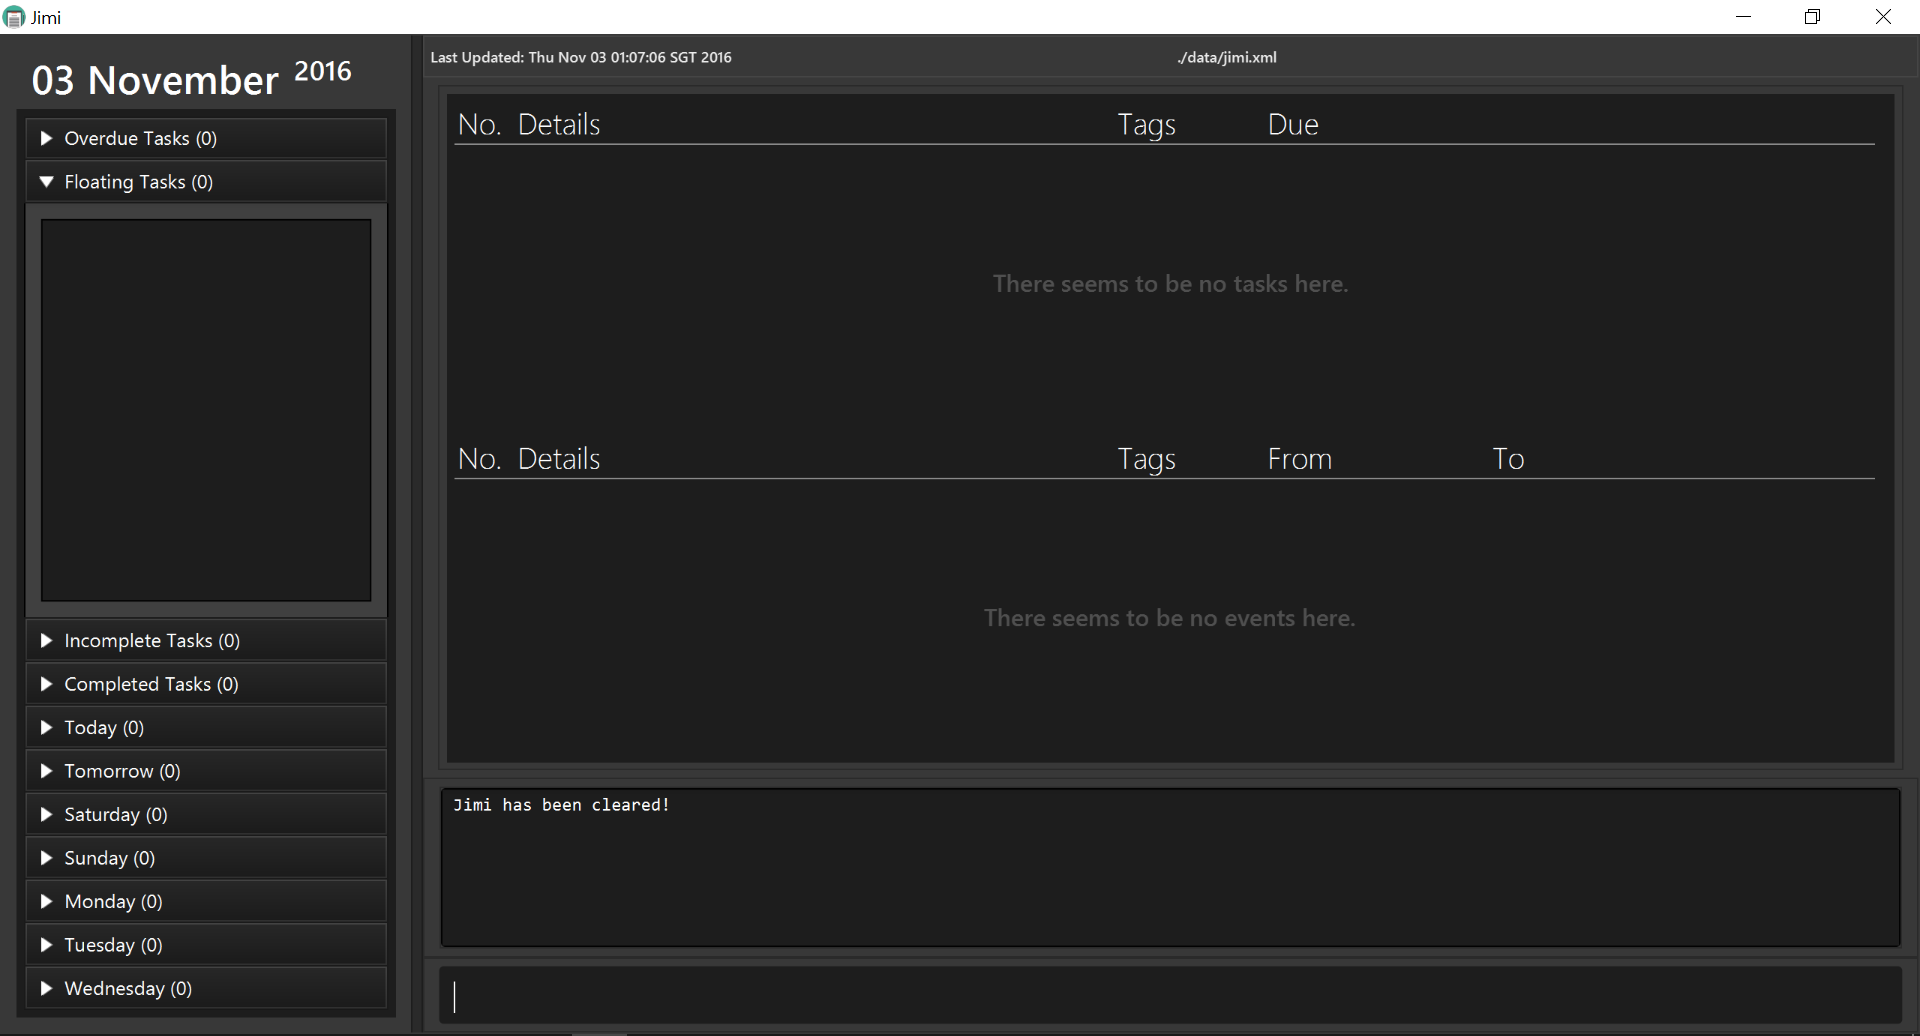 Jimi
03 November 2016
Overdue Tasks (0)
Floating Tasks (0)
Incomplete Tasks (0)
Completed Tasks (0)
Today (0)
Tomorrow (0)
Saturday (0)
Sunday (0)
Monday (0)
Tuesday (0)
Wednesday (0)
Last Updated: Thu Nov 03 01:07:06 SGT 2016 ./data/jimi.xml
No. Details Tags Due
There seems to be no tasks here.
No. Details Tags From To
There seems to be no events here.
Jimi has been cleared!